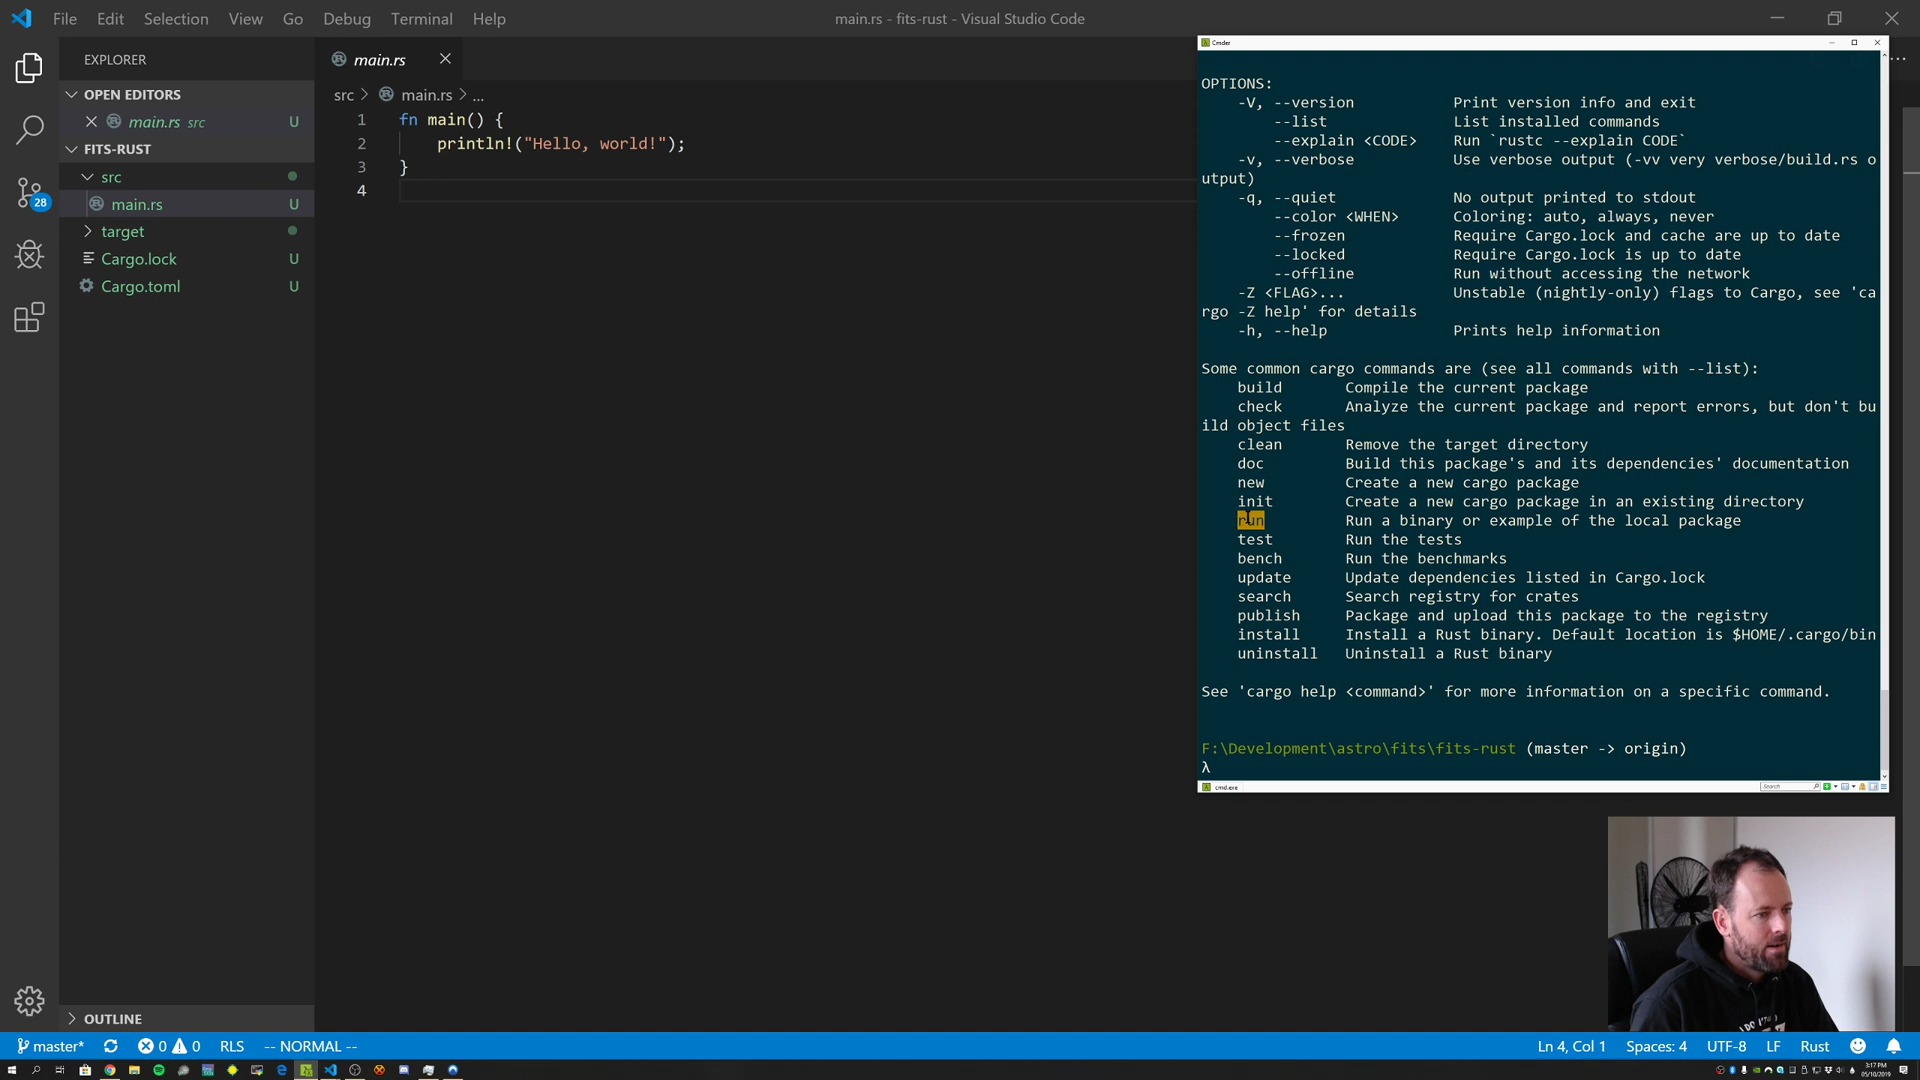 File Edit Selection View Go Debug Terminal Help
main.rs - fits-rust - Visual Studio Code
EXPLORER
OPEN EDITORS
main.rs src U
FITS-RUST
src
main.rs U
target
Cargo.lock U
Cargo.toml U
28
OUTLINE
main.rs
src > main.rs > ...
1 fn main() {
2 println!("Hello, world!");
3 }
4
Cmder
OPTIONS:
-V, --version Print version info and exit
--list List installed commands
--explain <CODE> Run `rustc --explain CODE`
-v, --verbose Use verbose output (-vv very verbose/build.rs o
utput)
-q, --quiet No output printed to stdout
--color <WHEN> Coloring: auto, always, never
--frozen Require Cargo.lock and cache are up to date
--locked Require Cargo.lock is up to date
--offline Run without accessing the network
-Z <FLAG>... Unstable (nightly-only) flags to Cargo, see 'ca
rgo -Z help' for details
-h, --help Prints help information
Some common cargo commands are (see all commands with --list):
build Compile the current package
check Analyze the current package and report errors, but don't bu
ild object files
clean Remove the target directory
doc Build this package's and its dependencies' documentation
new Create a new cargo package
init Create a new cargo package in an existing directory
run Run a binary or example of the local package
test Run the tests
bench Run the benchmarks
update Update dependencies listed in Cargo.lock
search Search registry for crates
publish Package and upload this package to the registry
install Install a Rust binary. Default location is $HOME/.cargo/bin
uninstall Uninstall a Rust binary
See 'cargo help <command>' for more information on a specific command.
F:\Development\astro\fits\fits-rust (master -> origin)
λ
cmd.exe
Search
master* 0 0 RLS -- NORMAL --
Ln 4, Col 1 Spaces: 4 UTF-8 LF Rust
3:17 PM
05/10/2019